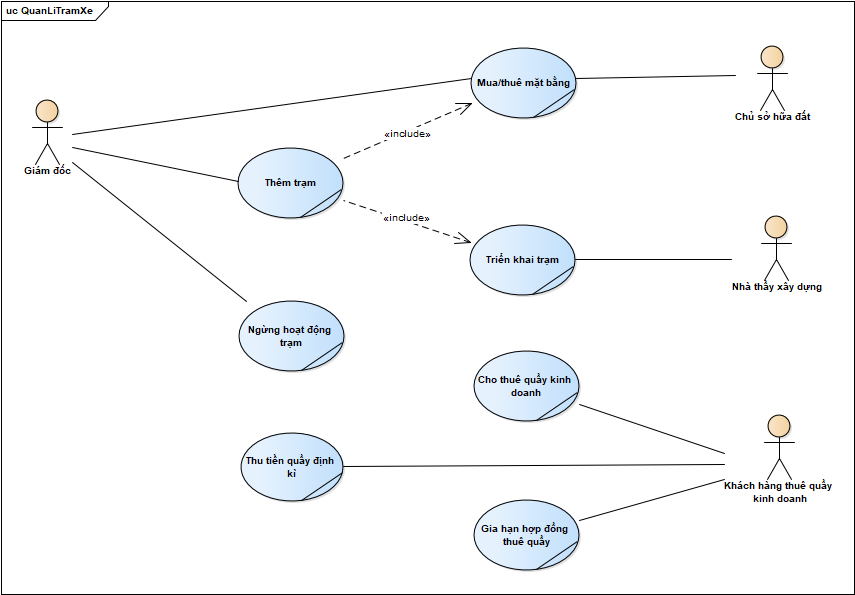 uc QuanLiTramXe
Mua/thuê mặt bằng
Chủ sở hữa đất
«include»
Giám đốc
Thêm trạm
«include»
Triển khai trạm
Nhà thầy xây dựng
Ngừng hoạt động
trạm
Cho thuê quầy kinh
doanh
Thu tiền quầy định
kì
Khách hàng thuê quầy
kinh doanh
Gia hạn hợp đồng
thuê quầy